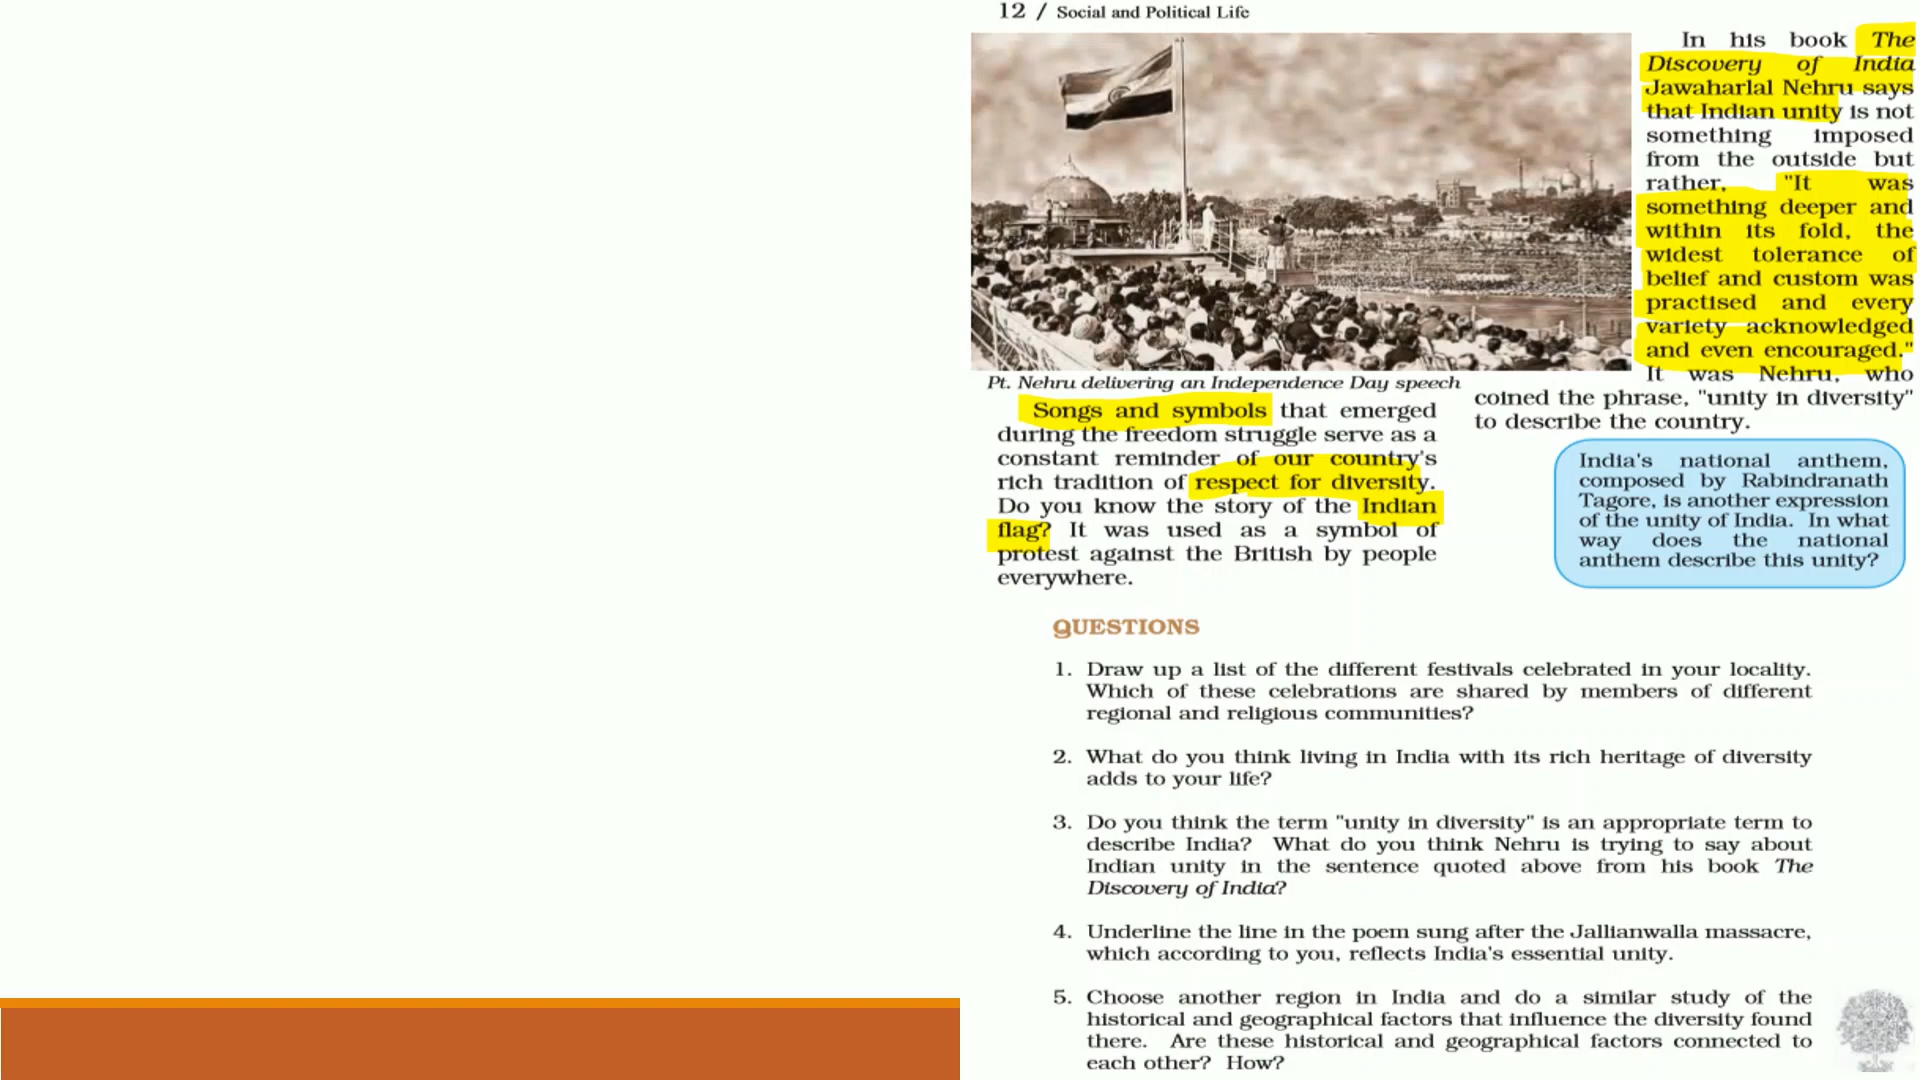 12 / Social and Political Life
Pt. Nehru delivering an Independence Day speech
Songs and symbols that emerged
during the freedom struggle serve as a
constant reminder of our country's
rich tradition of respect for diversity.
Do you know the story of the Indian
flag? It was used as a symbol of
protest against the British by people
everywhere.
In his book The
Discovery of India
Jawaharlal Nehru says
that Indian unity is not
something imposed
from the outside but
rather, "It was
something deeper and
within its fold, the
widest tolerance of
belief and custom was
practised and every
variety acknowledged
and even encouraged."
It was Nehru, who
coined the phrase, "unity in diversity"
to describe the country.
India's national anthem,
composed by Rabindranath
Tagore, is another expression
of the unity of India. In what
way does the national
anthem describe this unity?
QUESTIONS
1. Draw up a list of the different festivals celebrated in your locality.
Which of these celebrations are shared by members of different
regional and religious communities?
2. What do you think living in India with its rich heritage of diversity
adds to your life?
3. Do you think the term "unity in diversity" is an appropriate term to
describe India? What do you think Nehru is trying to say about
Indian unity in the sentence quoted above from his book The
Discovery of India?
4. Underline the line in the poem sung after the Jallianwalla massacre,
which according to you, reflects India's essential unity.
5. Choose another region in India and do a similar study of the
historical and geographical factors that influence the diversity found
there. Are these historical and geographical factors connected to
each other? How?